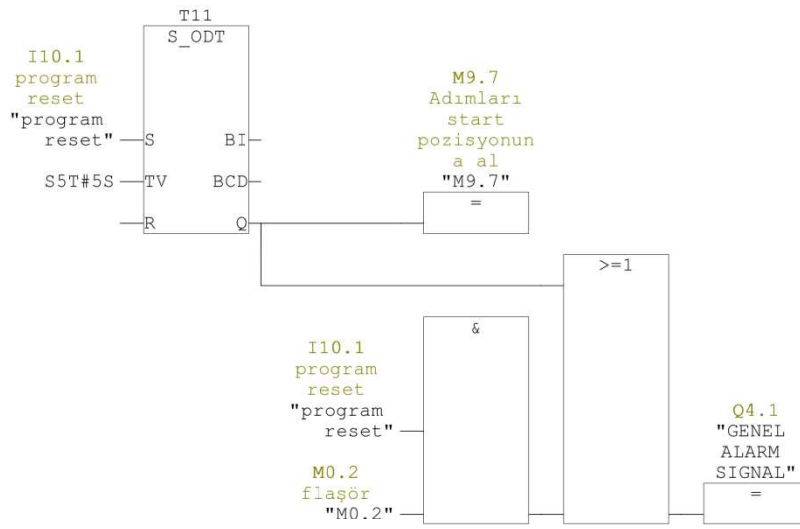 T11
S_ODT
I10.1
program
reset
"program
reset"
S
BI
S5T#5S
TV
BCD
R
Q
M9.7
Adımları
start
pozisyonun
a al
"M9.7"
=
>=1
&
I10.1
program
reset
"program
reset"
M0.2
flaşör
"M0.2"
Q4.1
"GENEL
ALARM
SIGNAL"
=